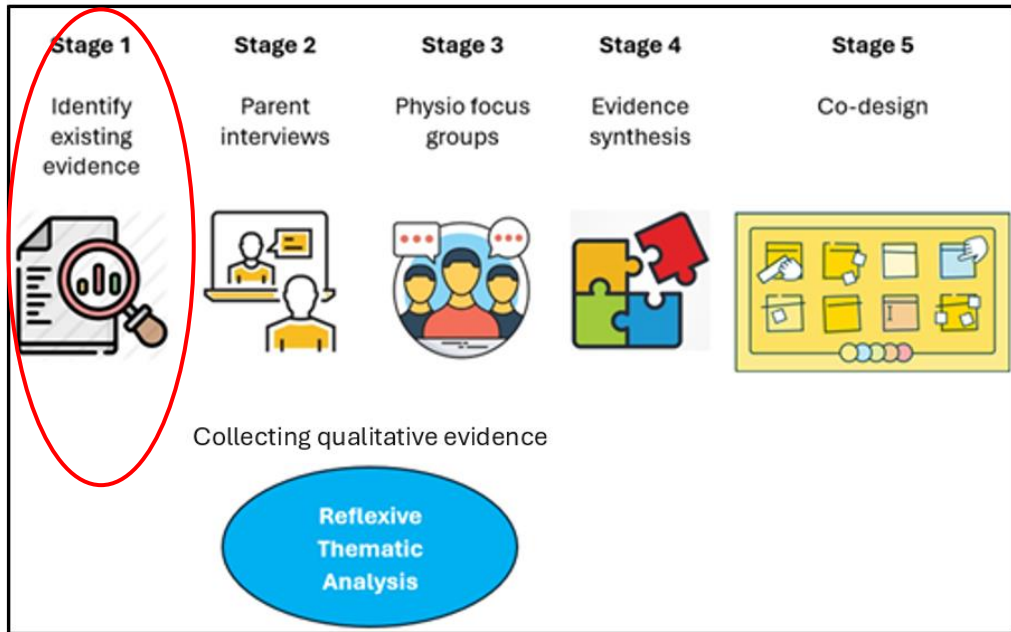 Stage 1
Identify
existing
evidence
Stage 2
Parent
interviews
Stage 3
Physio focus
groups
Stage 4
Evidence
synthesis
Stage 5
Co-design
Collecting qualitative evidence
Reflexive
Thematic
Analysis